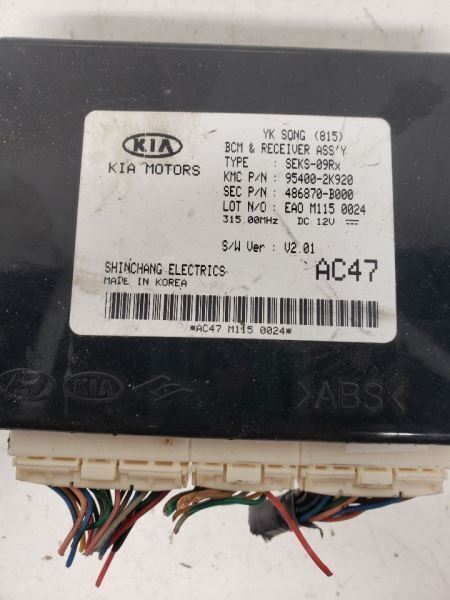 YK SONG (815)
KIA
BCM & RECEIVER ASS'Y
KIA MOTORS
TYPE : SEKS-09Rx
KMC P/N : 95400-2K920
SEC P/N : 486870-B000
LOT N/O : EAO M115 0024
315.00MHz DC 12V
S/W Ver : V2.01
SHINCHANG ELECTRICS
MADE IN KOREA
AC47
*AC47 M115 0024*
KIA
>ABS<